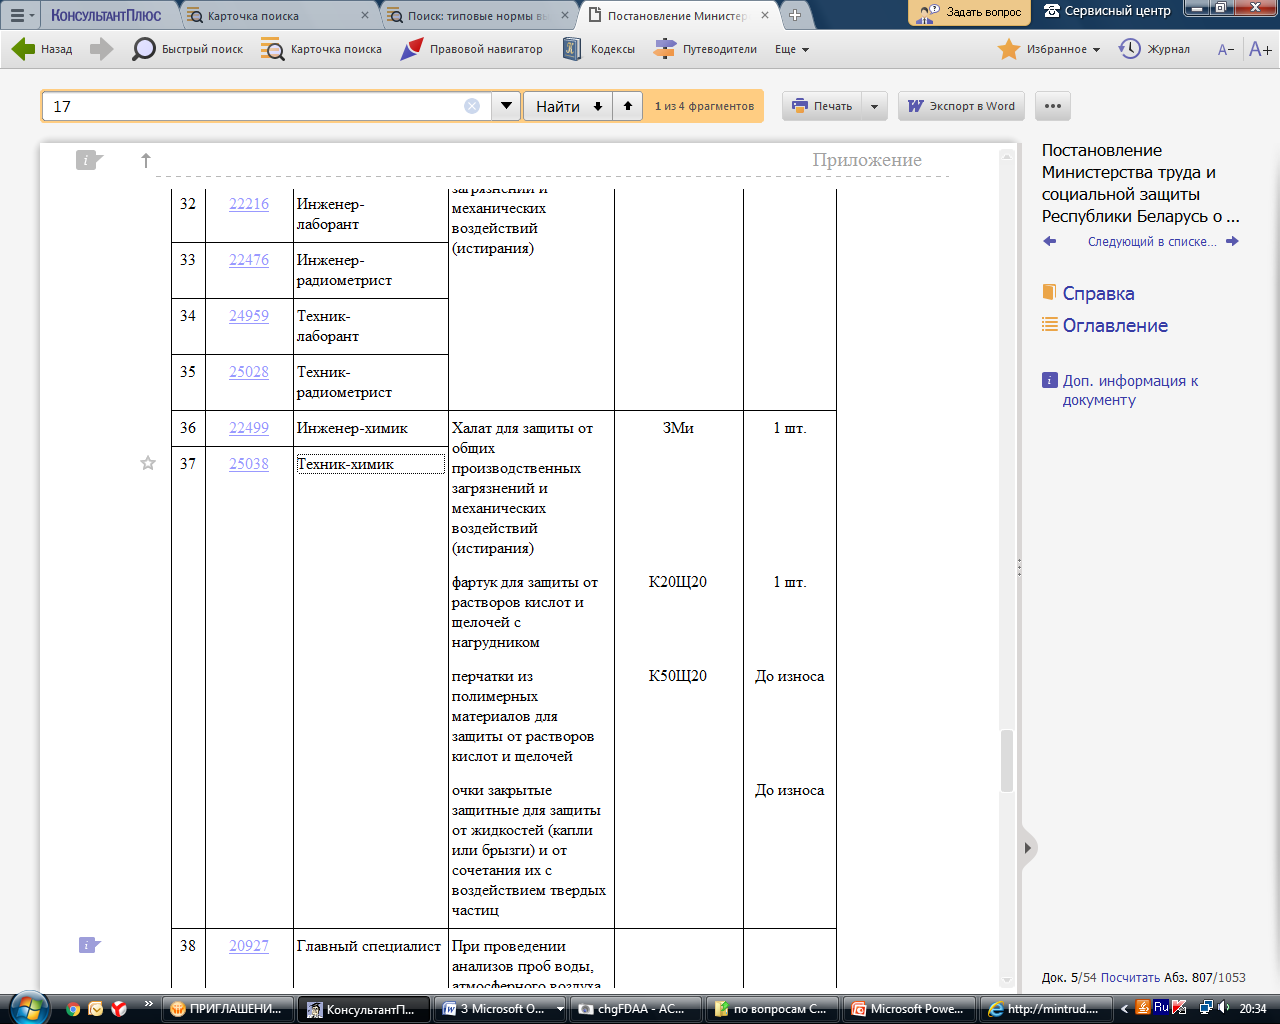 КОНСУЛЬТАНТПЛЮС
Карточка поиска
Поиск: типовые нормы вы
Постановление Министер
Задать вопрос
Сервисный центр
Назад
Быстрый поиск
Карточка поиска
Правовой навигатор
Кодексы
Путеводители
Еще
Избранное
Журнал
A−
A+
17
Найти
1 из 4 фрагментов
Печать
Экспорт в Word
Приложение
32 22216 Инженер-лаборант
загрязнений и
механических
воздействий
(истирания)
33 22476 Инженер-радиометрист
34 24959 Техник-лаборант
35 25028 Техник-радиометрист
36 22499 Инженер-химик
37 25038 Техник-химик
Халат для защиты от ЗМи 1 шт.
общих
производственных
загрязнений и
механических
воздействий
(истирания)
фартук для защиты от К20Щ20 1 шт.
растворов кислот и
щелочей с
нагрудником
перчатки из К50Щ20 До износа
полимерных
материалов для
защиты от растворов
кислот и щелочей
очки закрытые До износа
защитные для защиты
от жидкостей (капли
или брызги) и от
сочетания их с
воздействием твердых
частиц
38 20927 Главный специалист При проведении
анализов проб воды,
атмосферного воздуха
Постановление
Министерства труда и
социальной защиты
Республики Беларусь о ...
Следующий в списке...
Справка
Оглавление
Доп. информация к
документу
Док. 5/54 Посчитать Абз. 807/1053
ПРИГЛАШЕНИ...
КонсультантП...
3 Microsoft O...
chgFDAA - AC...
по вопросам С...
Microsoft Powe...
http://mintrud....
Ru
20:34